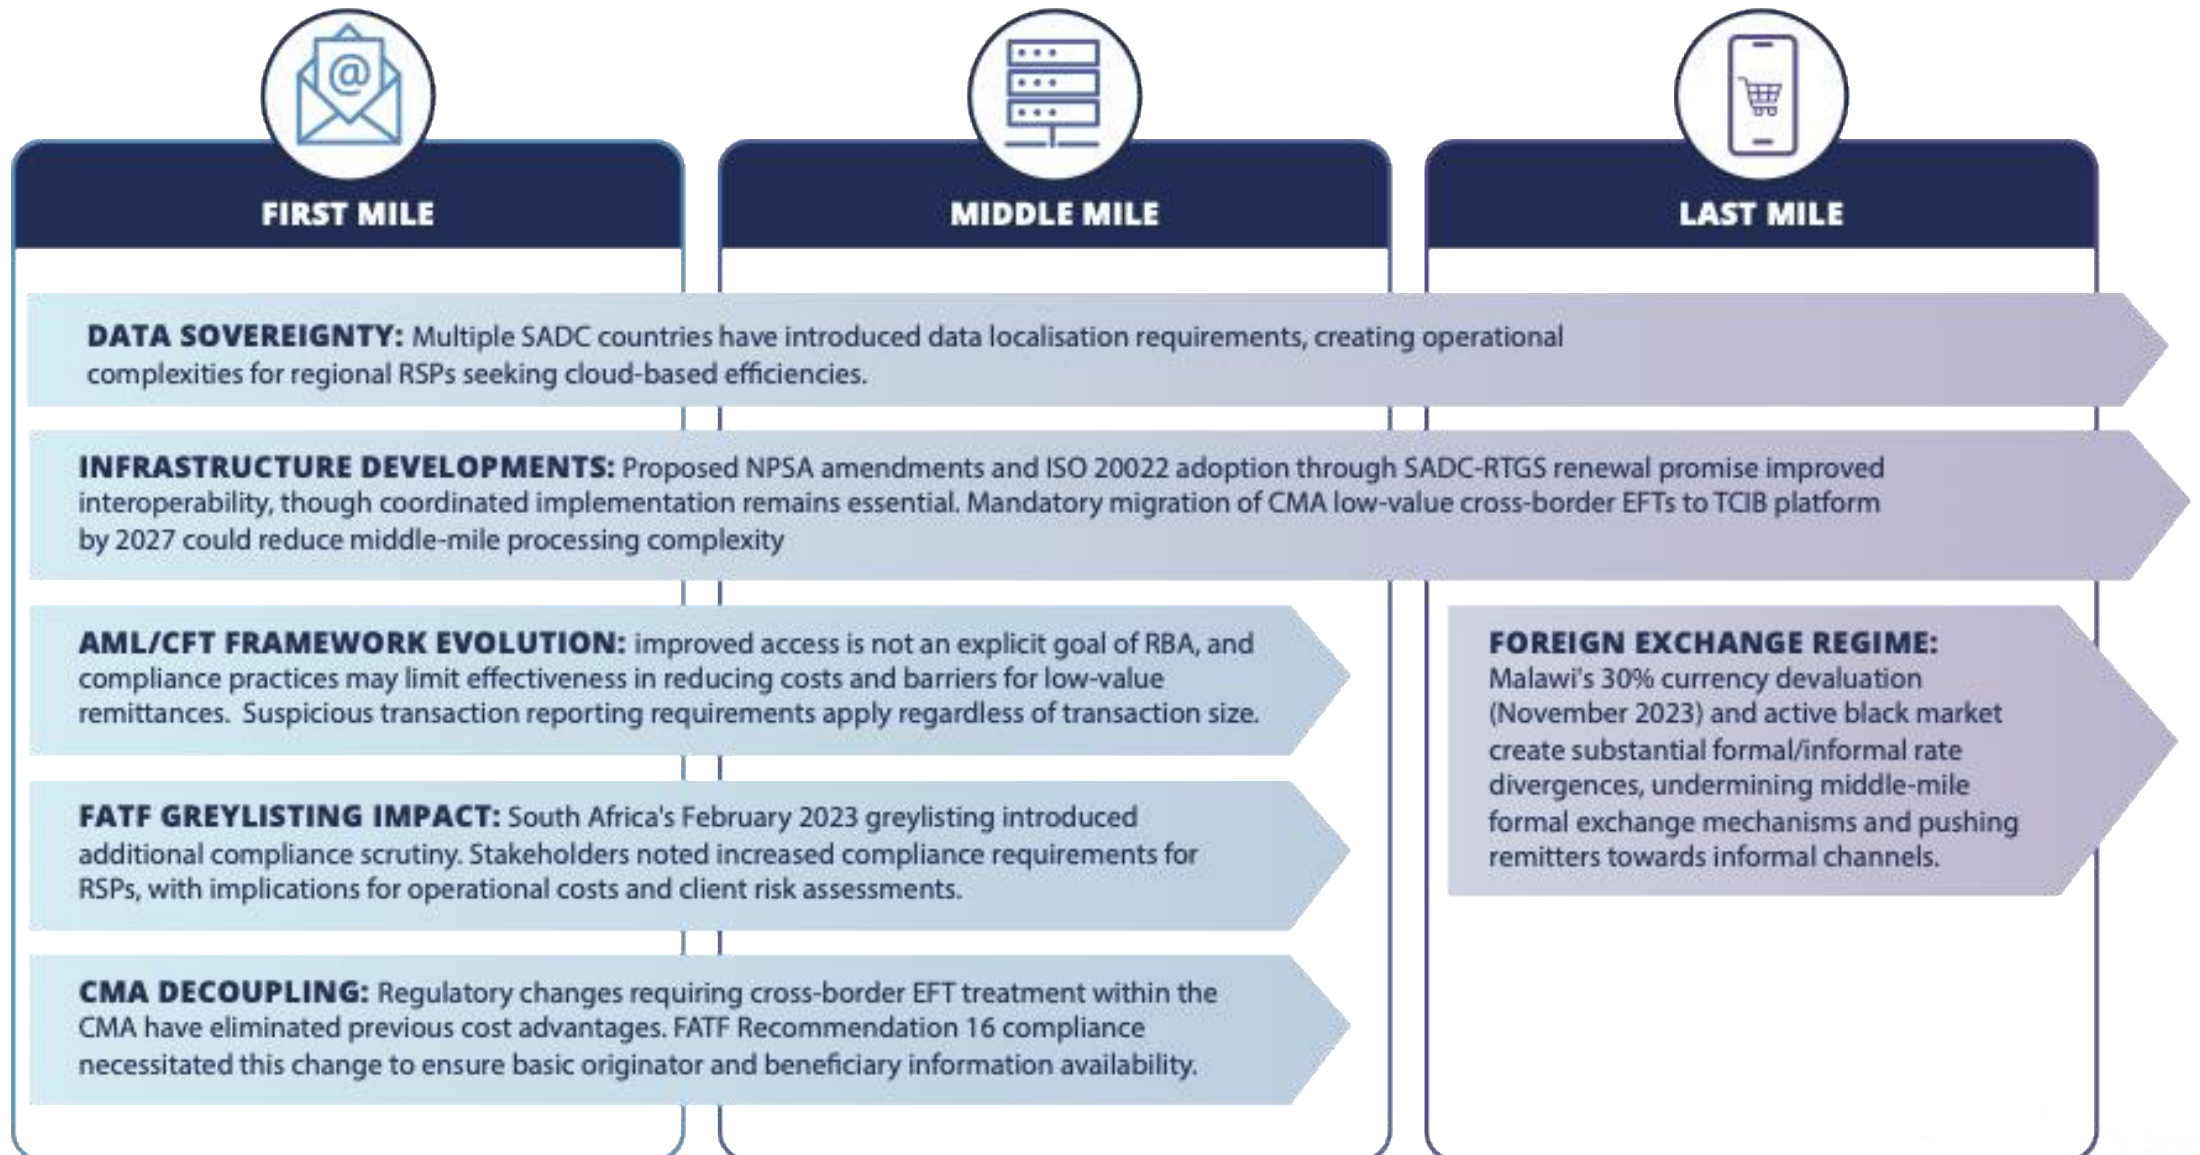 @
FIRST MILE
MIDDLE MILE
LAST MILE
DATA SOVEREIGNTY: Multiple SADC countries have introduced data localisation requirements, creating operational
complexities for regional RSPs seeking cloud-based efficiencies.
INFRASTRUCTURE DEVELOPMENTS: Proposed NPSA amendments and ISO 20022 adoption through SADC-RTGS renewal promise improved
interoperability, though coordinated implementation remains essential. Mandatory migration of CMA low-value cross-border EFTs to TCIB platform
by 2027 could reduce middle-mile processing complexity
AML/CFT FRAMEWORK EVOLUTION: improved access is not an explicit goal of RBA, and
compliance practices may limit effectiveness in reducing costs and barriers for low-value
remittances. Suspicious transaction reporting requirements apply regardless of transaction size.
FATF GREYLISTING IMPACT: South Africa's February 2023 greylisting introduced
additional compliance scrutiny. Stakeholders noted increased compliance requirements for
RSPs, with implications for operational costs and client risk assessments.
CMA DECOUPLING: Regulatory changes requiring cross-border EFT treatment within the
CMA have eliminated previous cost advantages. FATF Recommendation 16 compliance
necessitated this change to ensure basic originator and beneficiary information availability.
FOREIGN EXCHANGE REGIME:
Malawi's 30% currency devaluation
(November 2023) and active black market
create substantial formal/informal rate
divergences, undermining middle-mile
formal exchange mechanisms and pushing
remitters towards informal channels.